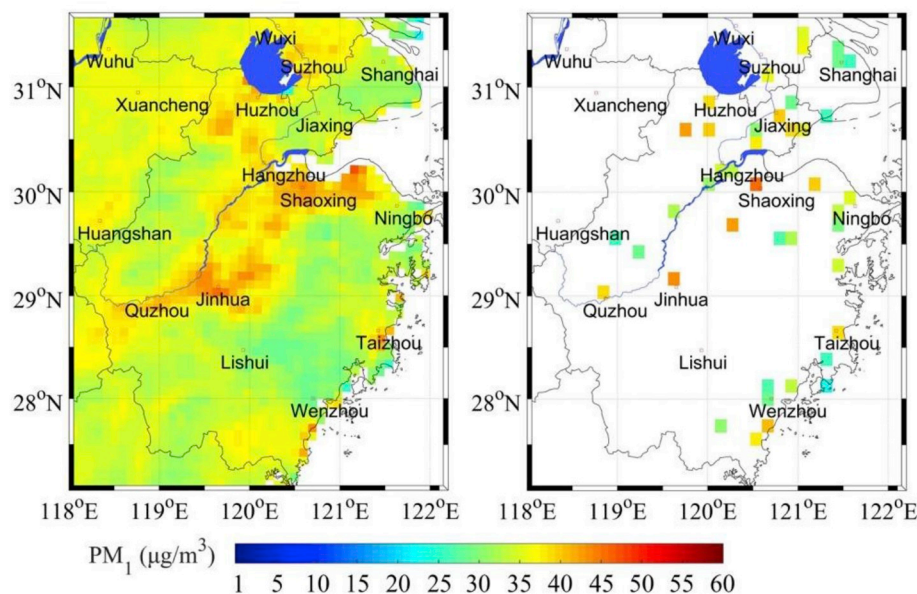 Wuxi
Wuhu
Suzhou
Shanghai
31°N
Xuancheng
Huzhou
Jiaxing
Hangzhou
30°N
Shaoxing
Ningbo
Huangshan
29°N
Jinhua
Quzhou
Taizhou
Lishui
28°N
Wenzhou
118°E 119°E 120°E 121°E 122°E
Wuxi
Wuhu
Suzhou
Shanghai
31°N
Xuancheng
Huzhou
Jiaxing
Hangzhou
30°N
Shaoxing
Ningbo
Huangshan
29°N
Jinhua
Quzhou
Taizhou
Lishui
28°N
Wenzhou
118°E 119°E 120°E 121°E 122°E
PM₁ (μg/m³)
1 5 10 15 20 25 30 35 40 45 50 55 60